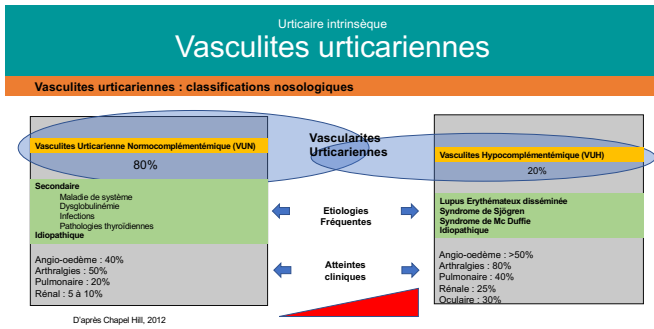 Urticaire intrinsèque
Vasculites urticariennes
Vasculites urticariennes : classifications nosologiques
Vascularites
Urticariennes
Vasculites Urticarienne Normocomplémentémique (VUN)
80%
Secondaire
Maladie de système
Dysglobulinémie
Infections
Pathologies thyroïdiennes
Idiopathique
Angio-oedème : 40%
Arthralgies : 50%
Pulmonaire : 20%
Rénal : 5 à 10%
Etiologies
Fréquentes
Atteintes
cliniques
Vasculites Hypocomplémentémique (VUH)
20%
Lupus Erythémateux disséminée
Syndrome de Sjögren
Syndrome de Mc Duffie
Idiopathique
Angio-oedème : >50%
Arthralgies : 80%
Pulmonaire : 40%
Rénale : 25%
Oculaire : 30%
D'après Chapel Hill, 2012